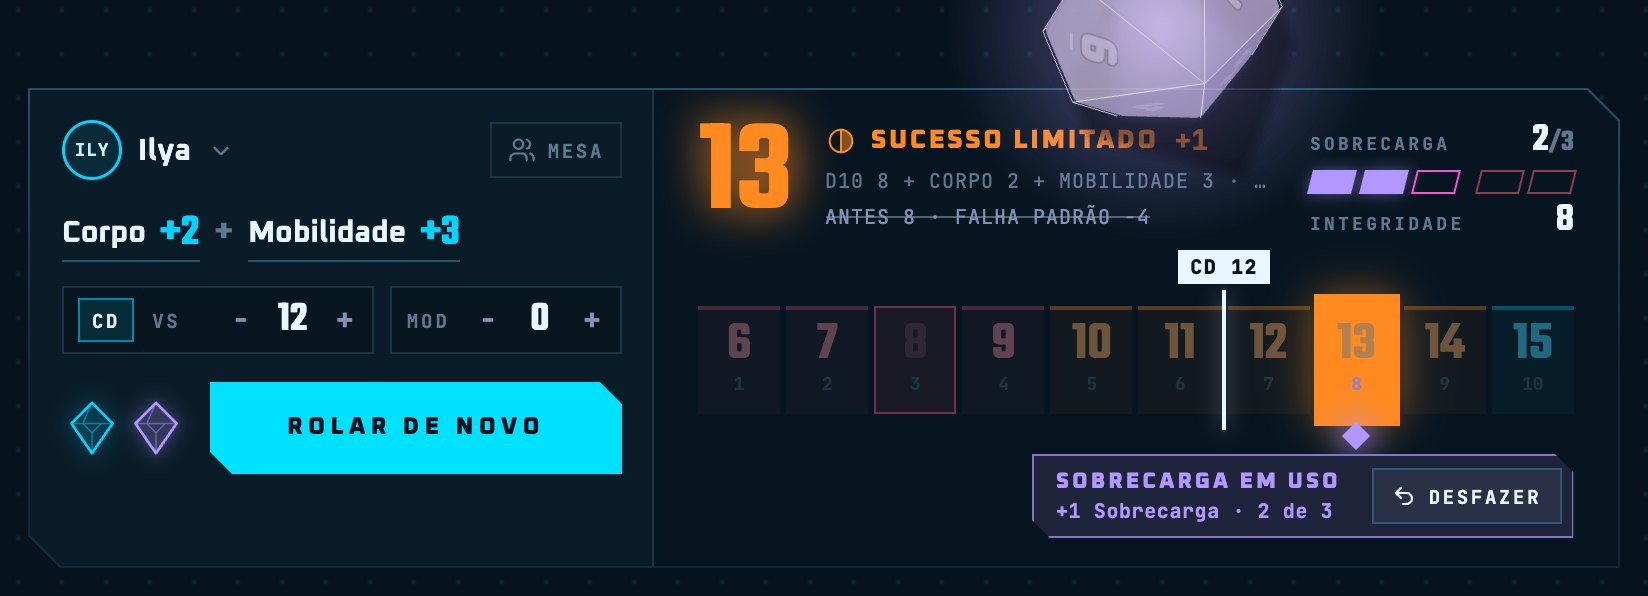 9
ILY Ilya MESA
Corpo +2 + Mobilidade +3
CD VS - 12 + MOD - 0 +
ROLAR DE NOVO
13 SUCESSO LIMITADO +1
D10 8 + CORPO 2 + MOBILIDADE 3 · …
ANTES 8 · FALHA PADRÃO -4
SOBRECARGA 2/3
INTEGRIDADE 8
CD 12
6 7 8 9 10 11 12 13 14 15
1 2 3 4 5 6 7 8 9 10
SOBRECARGA EM USO
+1 Sobrecarga · 2 de 3
DESFAZER